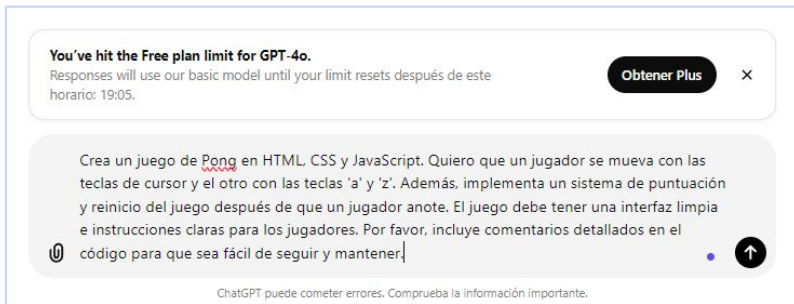 You've hit the Free plan limit for GPT-4o.
Responses will use our basic model until your limit resets después de este
horario: 19:05.
Obtener Plus
Crea un juego de Pong en HTML, CSS y JavaScript. Quiero que un jugador se mueva con las
teclas de cursor y el otro con las teclas 'a' y 'z'. Además, implementa un sistema de puntuación
y reinicio del juego después de que un jugador anote. El juego debe tener una interfaz limpia
e instrucciones claras para los jugadores. Por favor, incluye comentarios detallados en el
código para que sea fácil de seguir y mantener.
ChatGPT puede cometer errores. Comprueba la información importante.